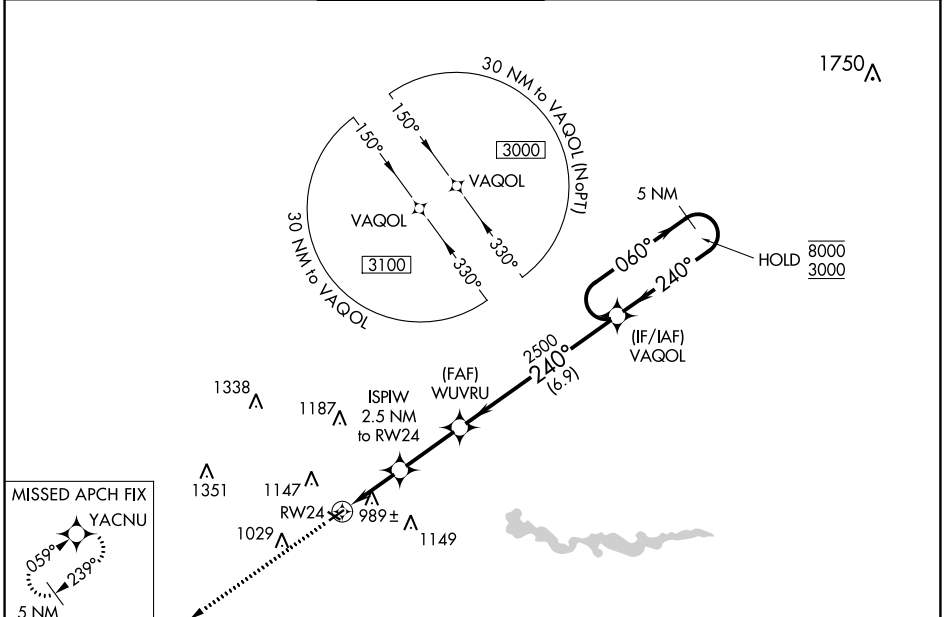 1750
30 NM to VAQOL (NoPT)
150°
3000
VAQOL
330°
150°
VAQOL
3100
330°
30 NM to VAQOL
5 NM
060°
240°
HOLD
8000
3000
(IF/IAF)
VAQOL
2500
240°
(6.9)
(FAF)
WUVRU
ISPIW
2.5 NM
to RW24
1338
1187
1351
1147
RW24
989±
1029
1149
MISSED APCH FIX
YACNU
059°
239°
5 NM